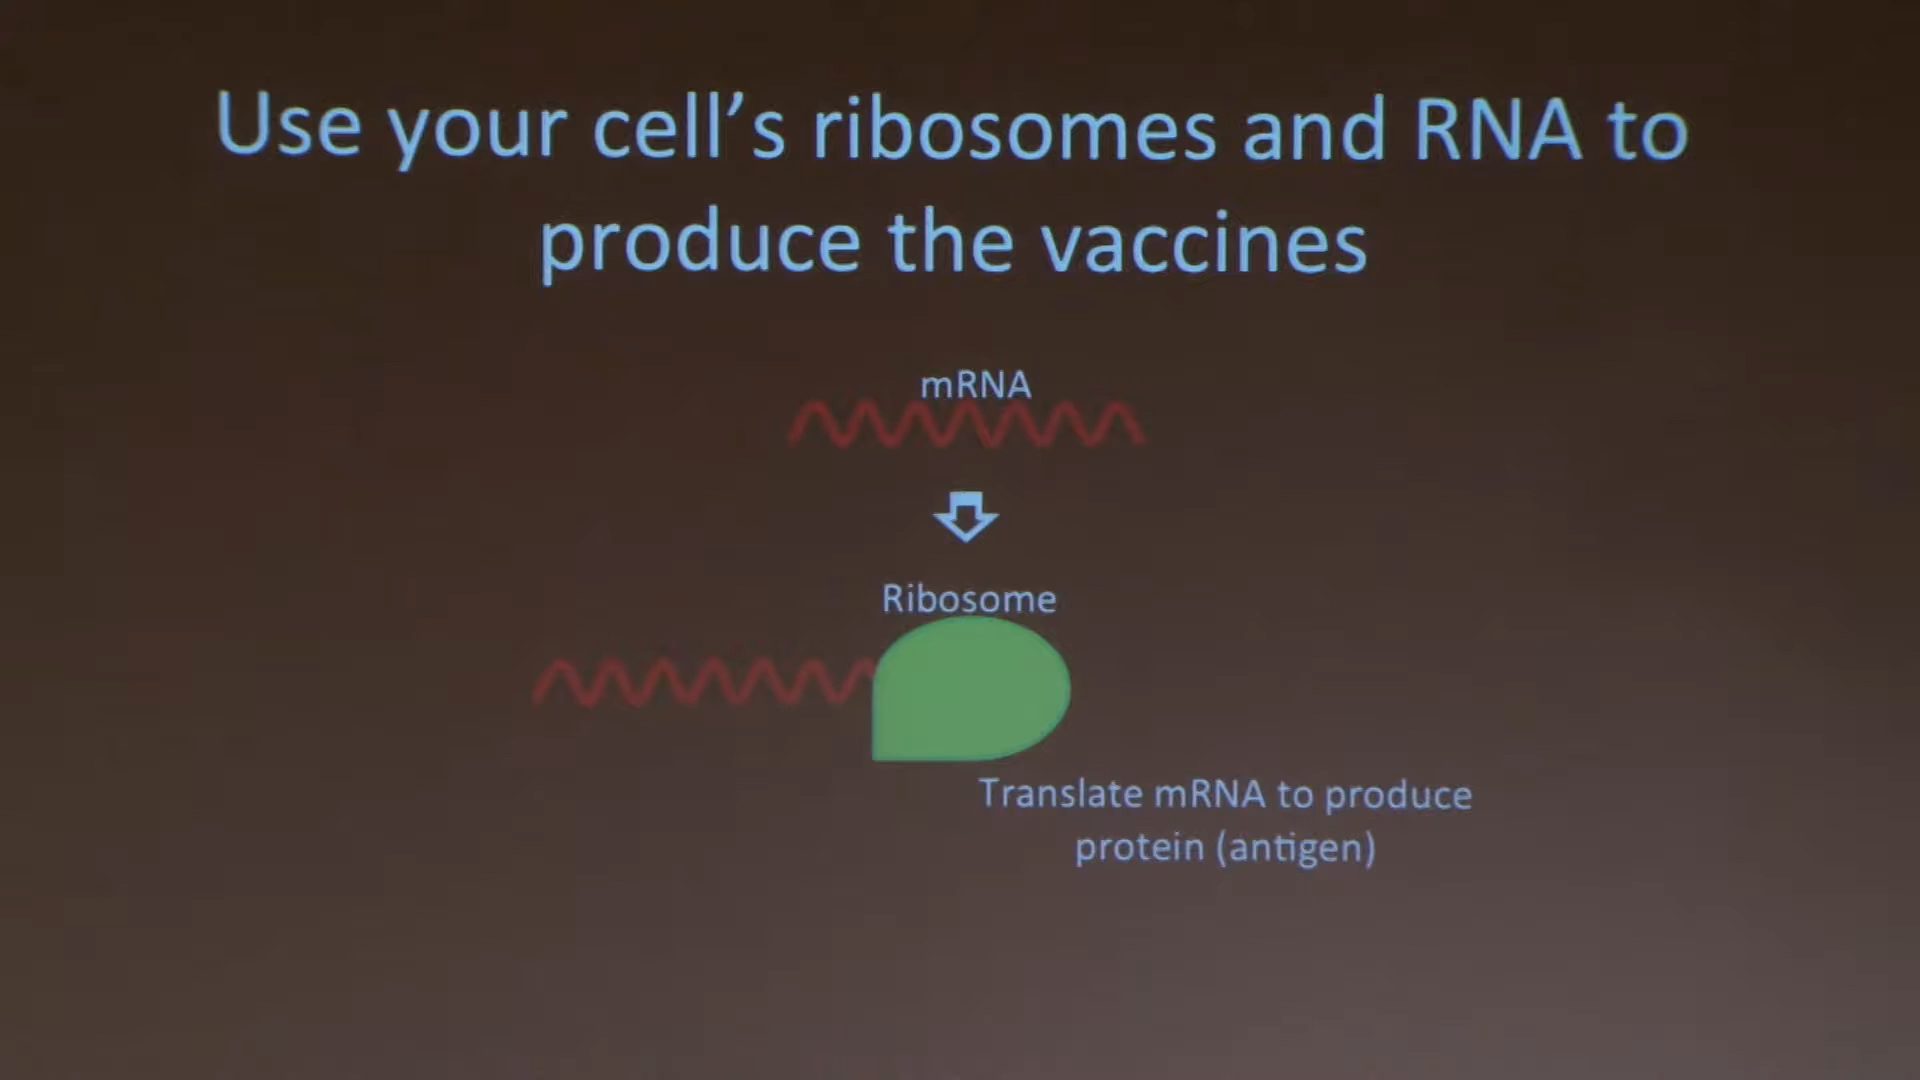 Use your cell’s ribosomes and RNA to
produce the vaccines
mRNA
Ribosome
Translate mRNA to produce
protein (antigen)